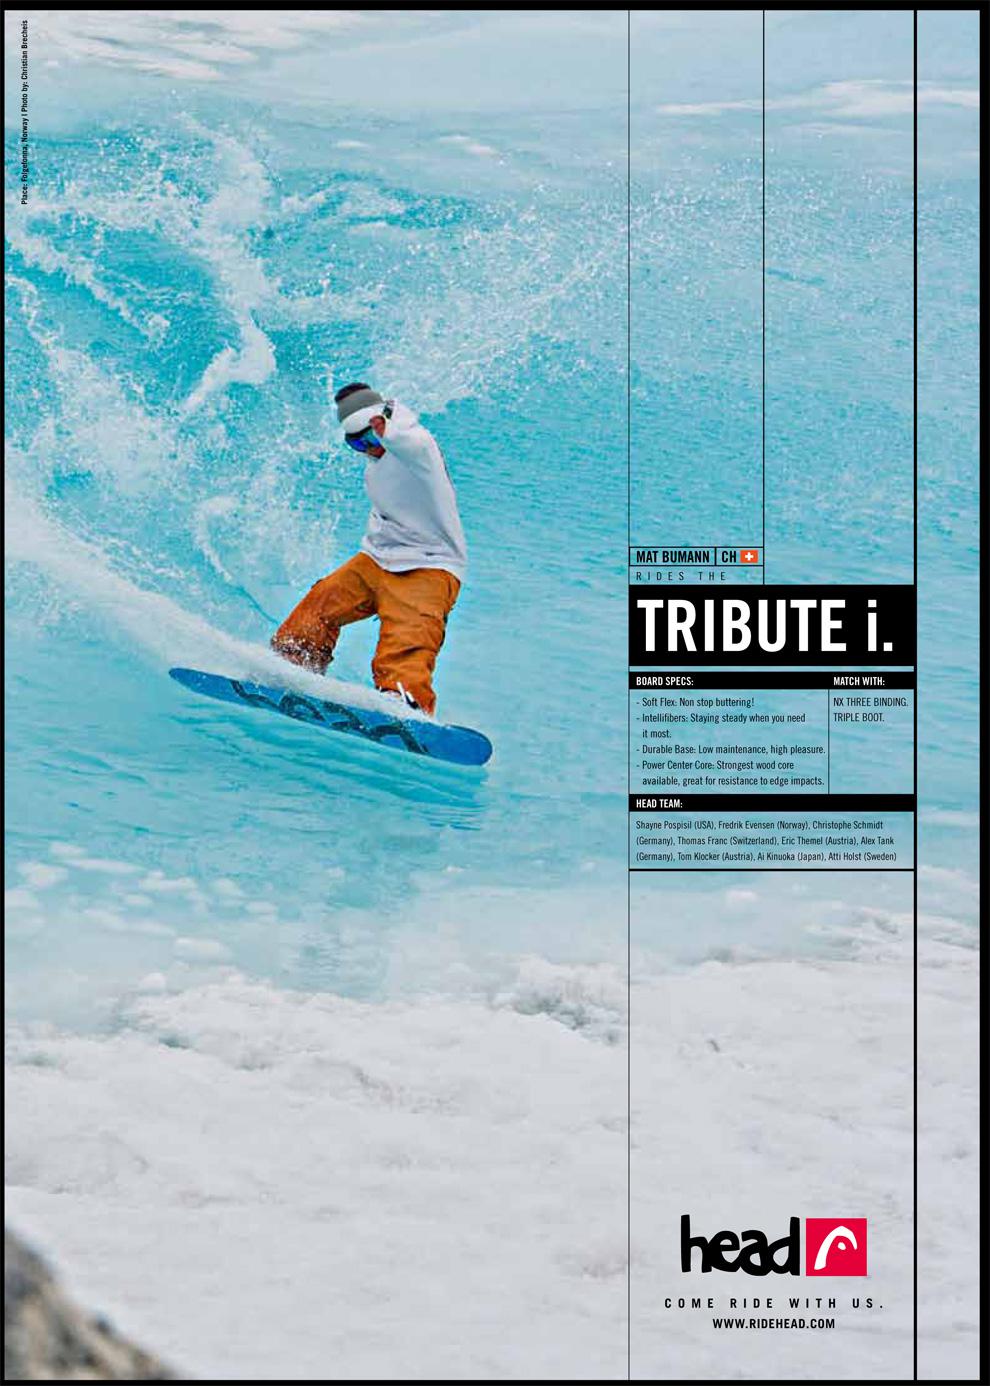 Place: Folgefonna, Norway I Photo by: Christian Brecheis
MAT BUMANN CH
RIDES THE
TRIBUTE i.
BOARD SPECS:
- Soft Flex: Non stop buttering!
- Intellifibers: Staying steady when you need
it most.
- Durable Base: Low maintenance, high pleasure.
- Power Center Core: Strongest wood core
available, great for resistance to edge impacts.
MATCH WITH:
NX THREE BINDING.
TRIPLE BOOT.
HEAD TEAM:
Shayne Pospisil (USA), Fredrik Evensen (Norway), Christophe Schmidt
(Germany), Thomas Franc (Switzerland), Eric Themel (Austria), Alex Tank
(Germany), Tom Klocker (Austria), Ai Kinuoka (Japan), Atti Holst (Sweden)
head
COME RIDE WITH US.
WWW.RIDEHEAD.COM